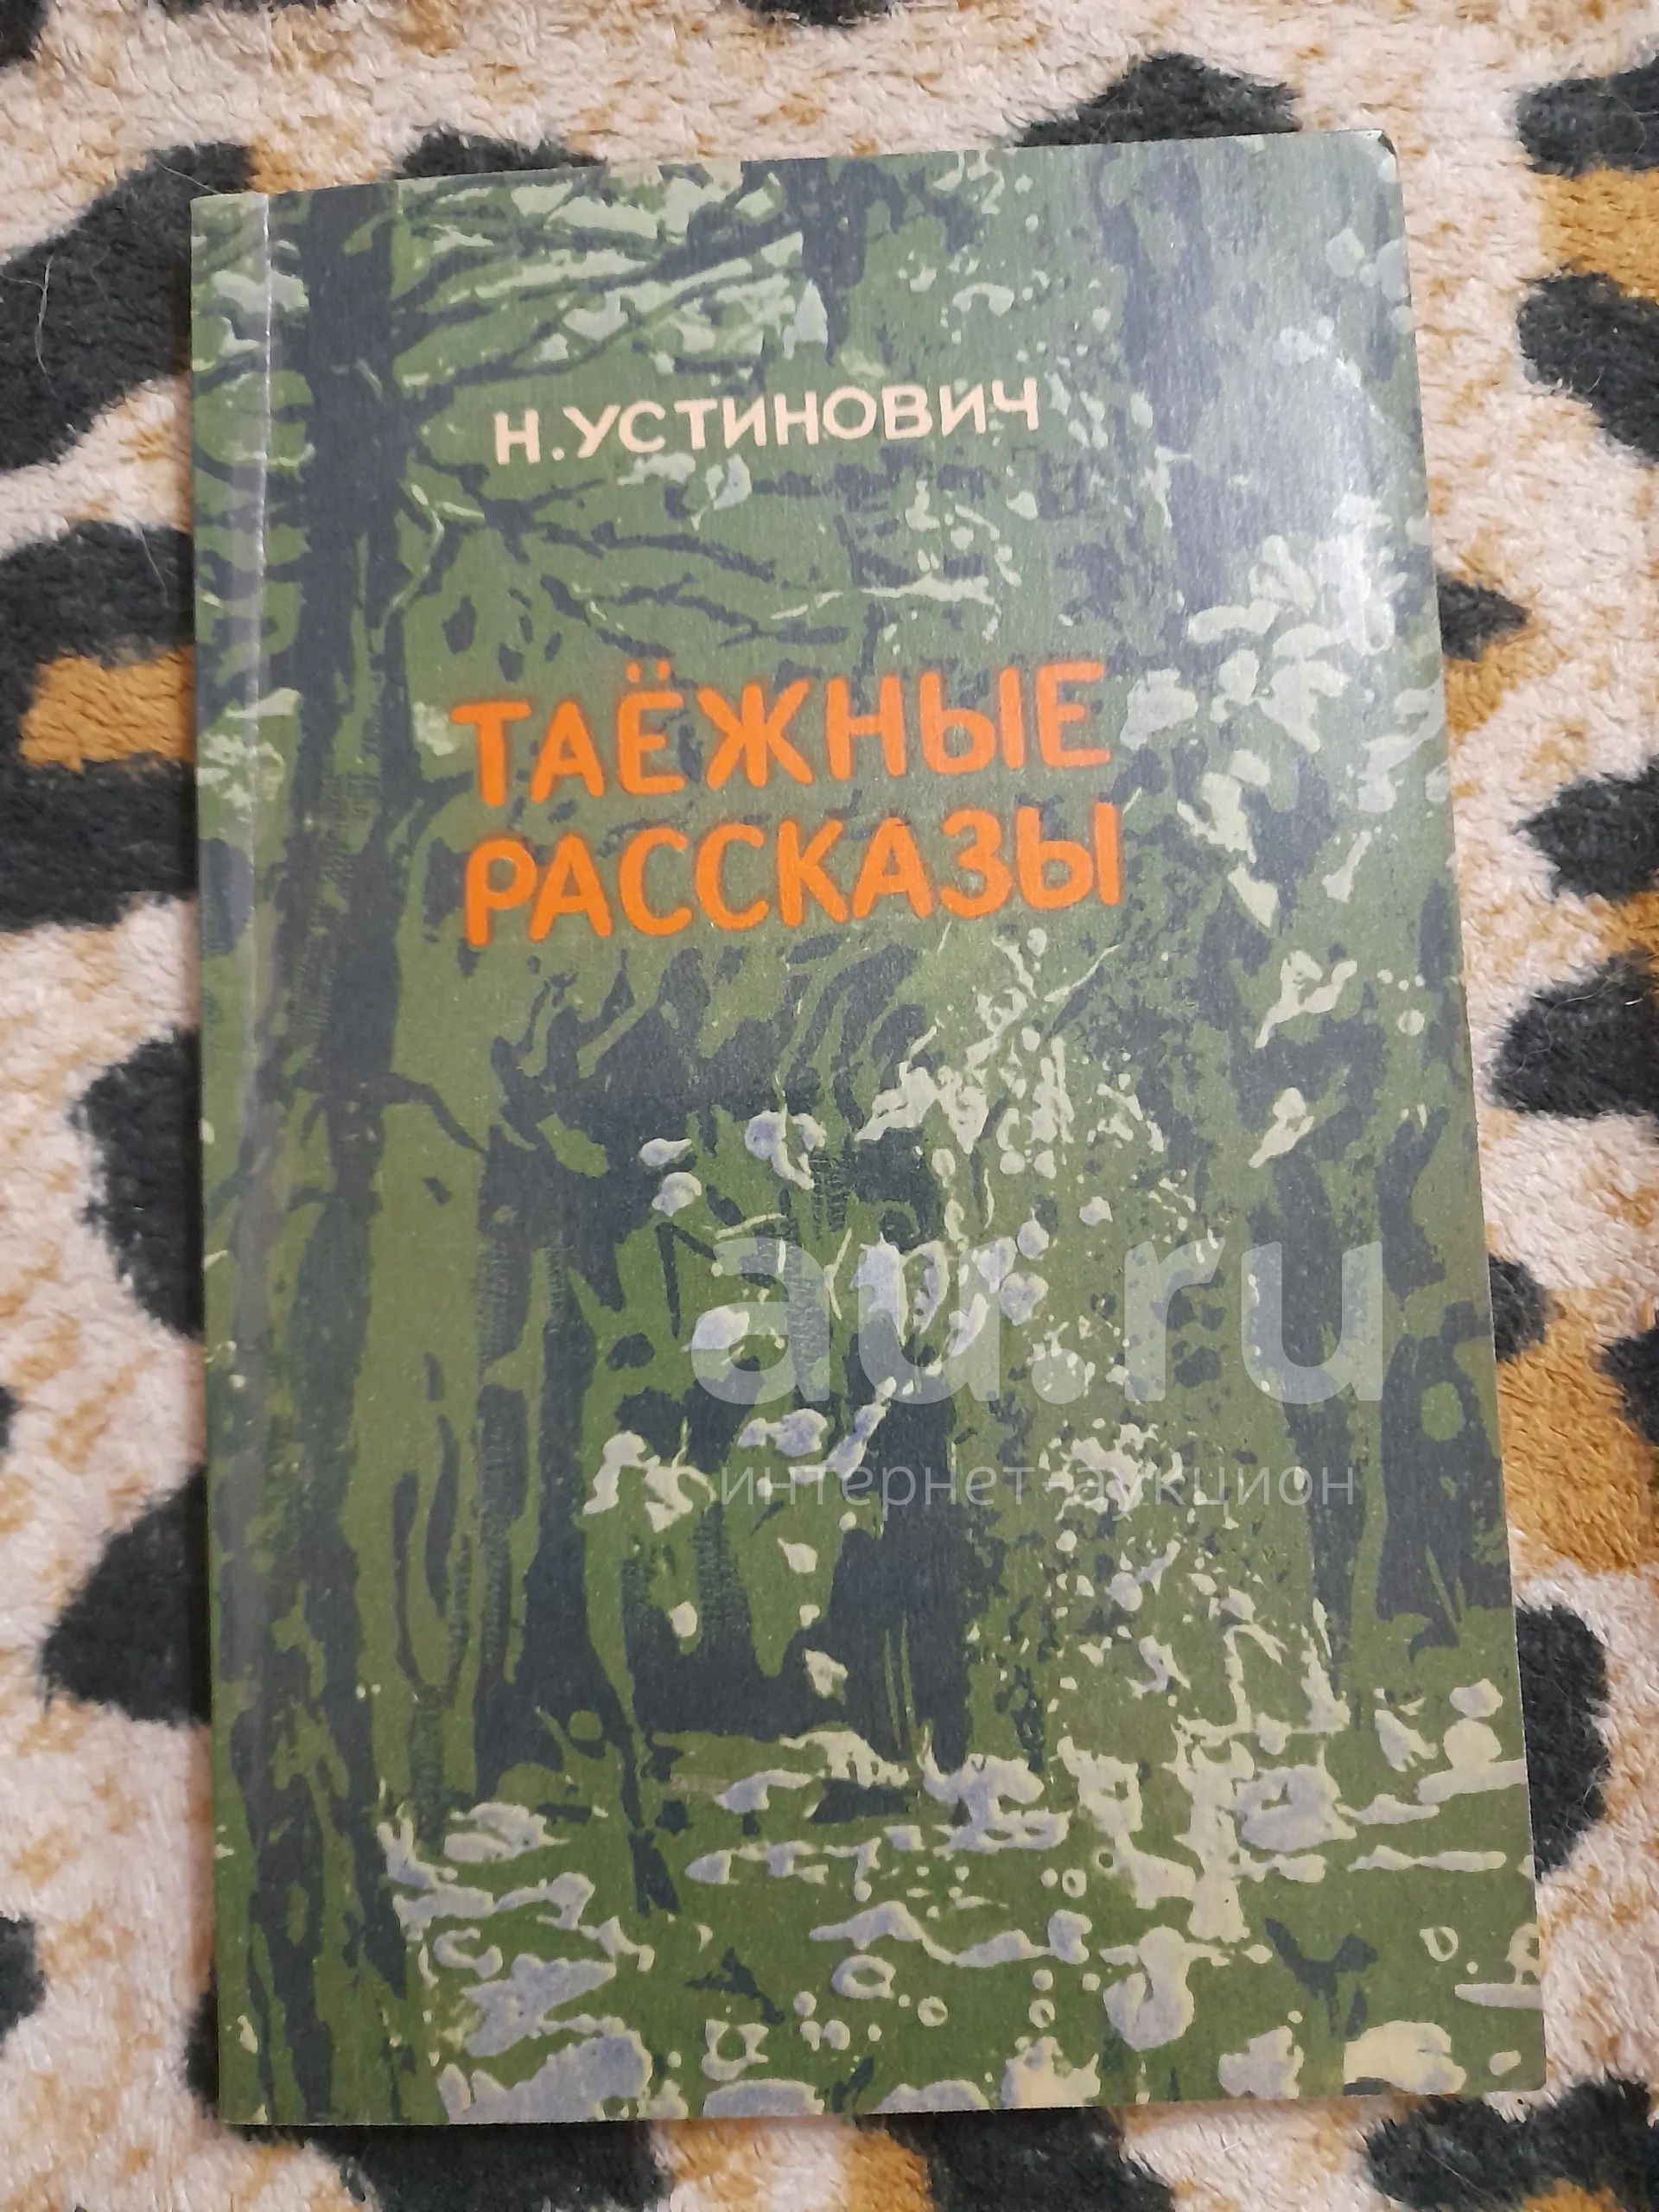 Н. УСТИНОВИЧ
ТАЁЖНЫЕ
РАССКАЗЫ
au.ru
интернет-аукцион